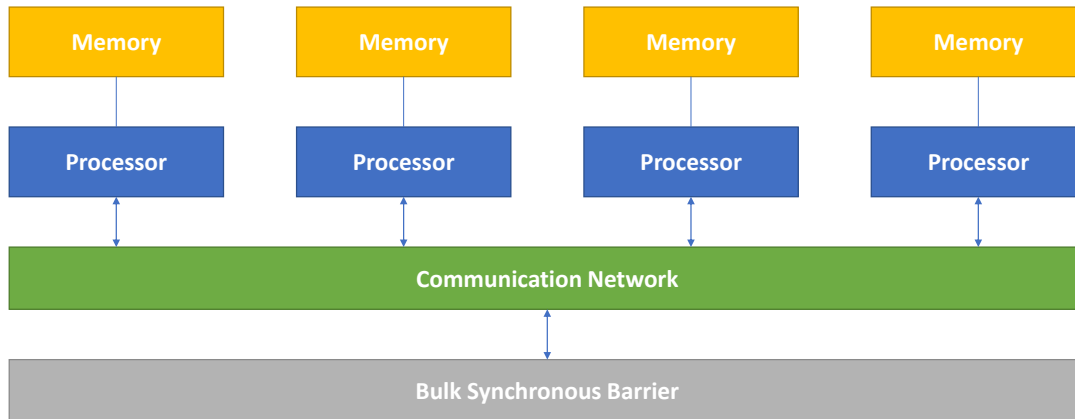 Memory
Memory
Memory
Memory
Processor
Processor
Processor
Processor
Communication Network
Bulk Synchronous Barrier